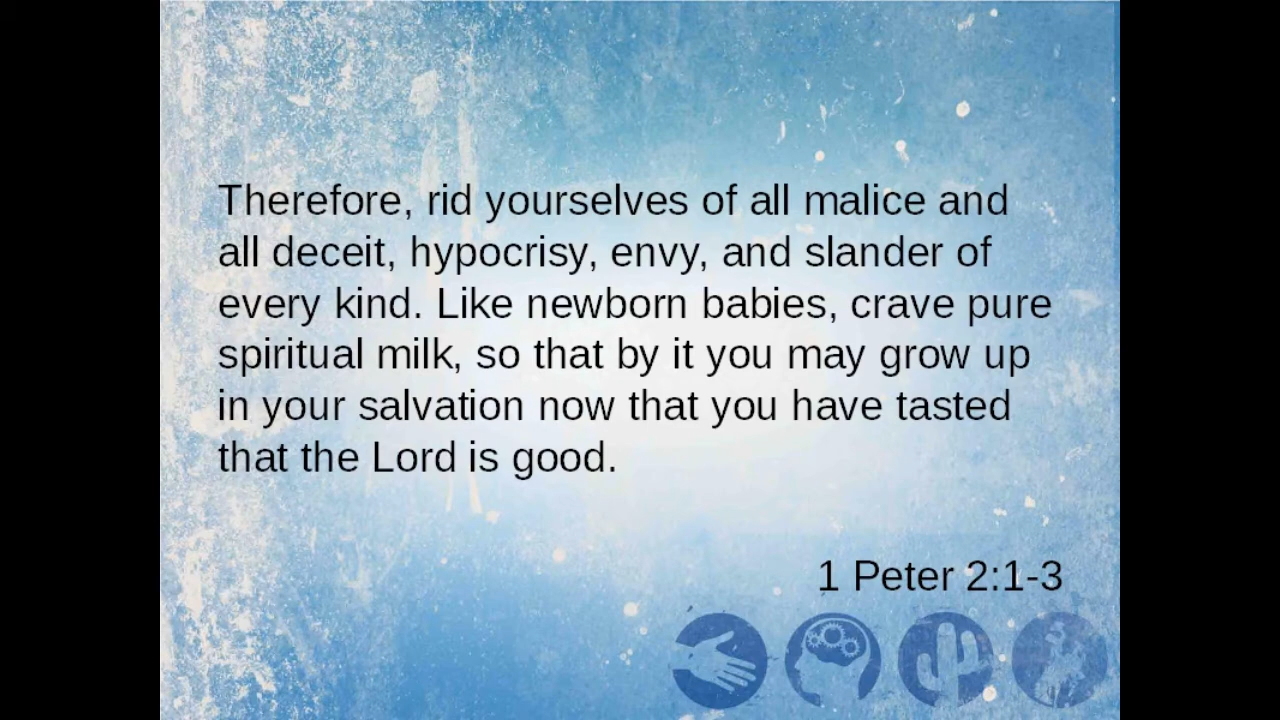 Therefore, rid yourselves of all malice and
all deceit, hypocrisy, envy, and slander of
every kind. Like newborn babies, crave pure
spiritual milk, so that by it you may grow up
in your salvation now that you have tasted
that the Lord is good.
1 Peter 2:1-3